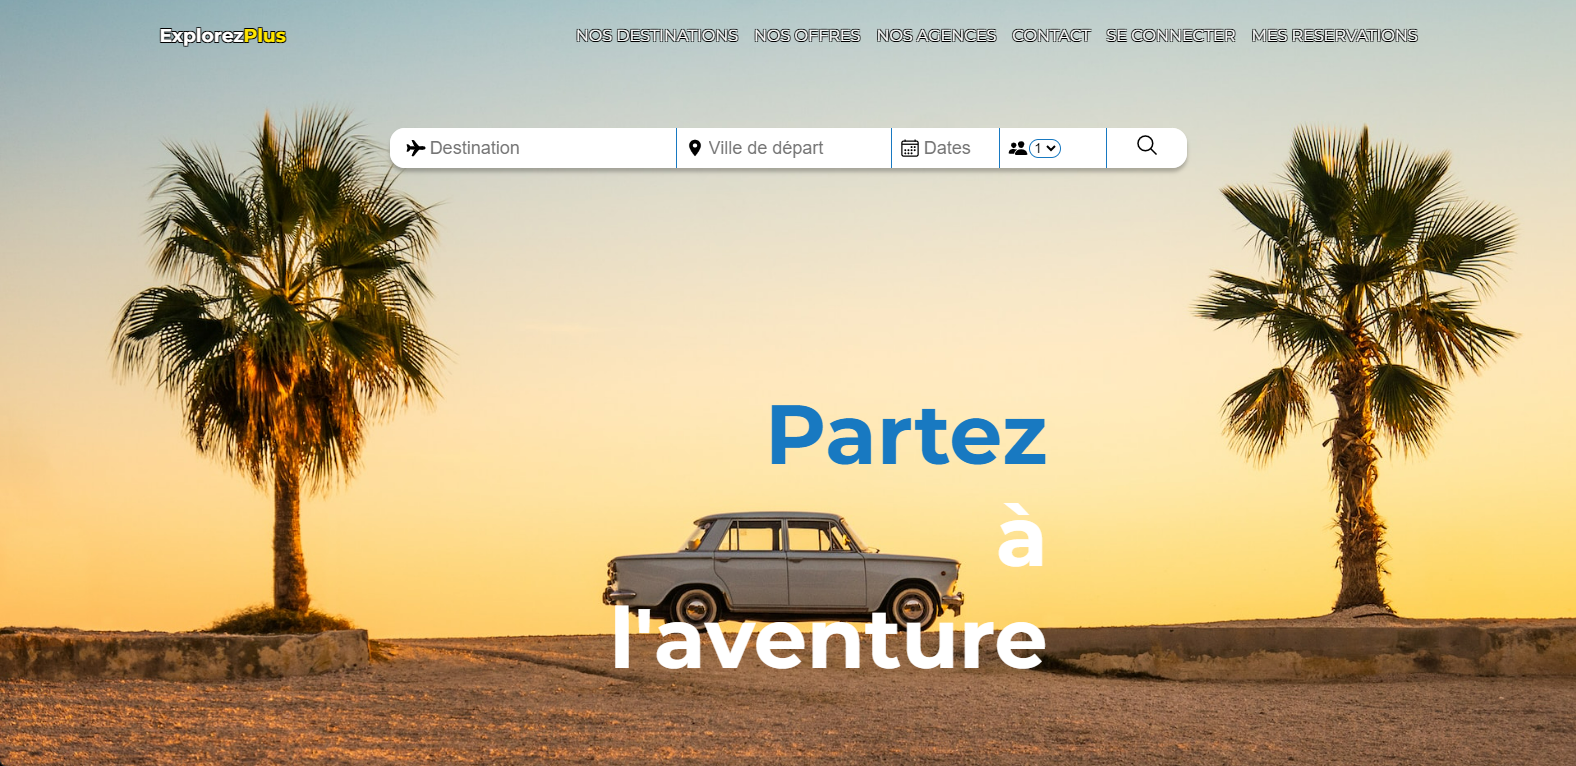 ExplorezPlus
NOS DESTINATIONS NOS OFFRES NOS AGENCES CONTACT SE CONNECTER MES RESERVATIONS
Destination Ville de départ Dates 1
Partez
à
l'aventure